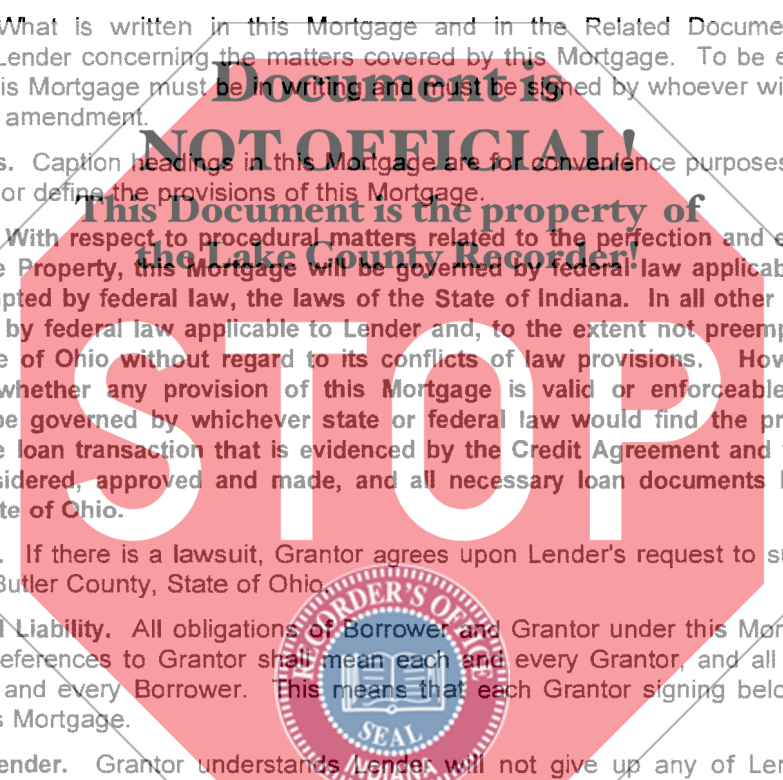 What is written in this Mortgage and in the Related Docume
Lender concerning the matters covered by this Mortgage. To be e
is Mortgage must be in writing and must be signed by whoever wi
amendment.
s. Caption headings in this Mortgage are for convenience purposes
or define the provisions of this Mortgage.
With respect to procedural matters related to the perfection and e
e Property, this Mortgage will be governed by federal law applicab
pted by federal law, the laws of the State of Indiana. In all other
by federal law applicable to Lender and, to the extent not preemp
e of Ohio without regard to its conflicts of law provisions. How
whether any provision of this Mortgage is valid or enforceable
be governed by whichever state or federal law would find the pr
e loan transaction that is evidenced by the Credit Agreement and
sidered, approved and made, and all necessary loan documents
te of Ohio.
. If there is a lawsuit, Grantor agrees upon Lender's request to su
Butler County, State of Ohio.
l Liability. All obligations of Borrower and Grantor under this Mor
eferences to Grantor shall mean each and every Grantor, and all
and every Borrower. This means that each Grantor signing belo
s Mortgage.
ender. Grantor understands Lender will not give up any of Len
Document is
NOT OFFICIAL!
This Document is the property of
the Lake County Recorder!
STOP
RECORDER'S OFFICE
SEAL
INDIANA